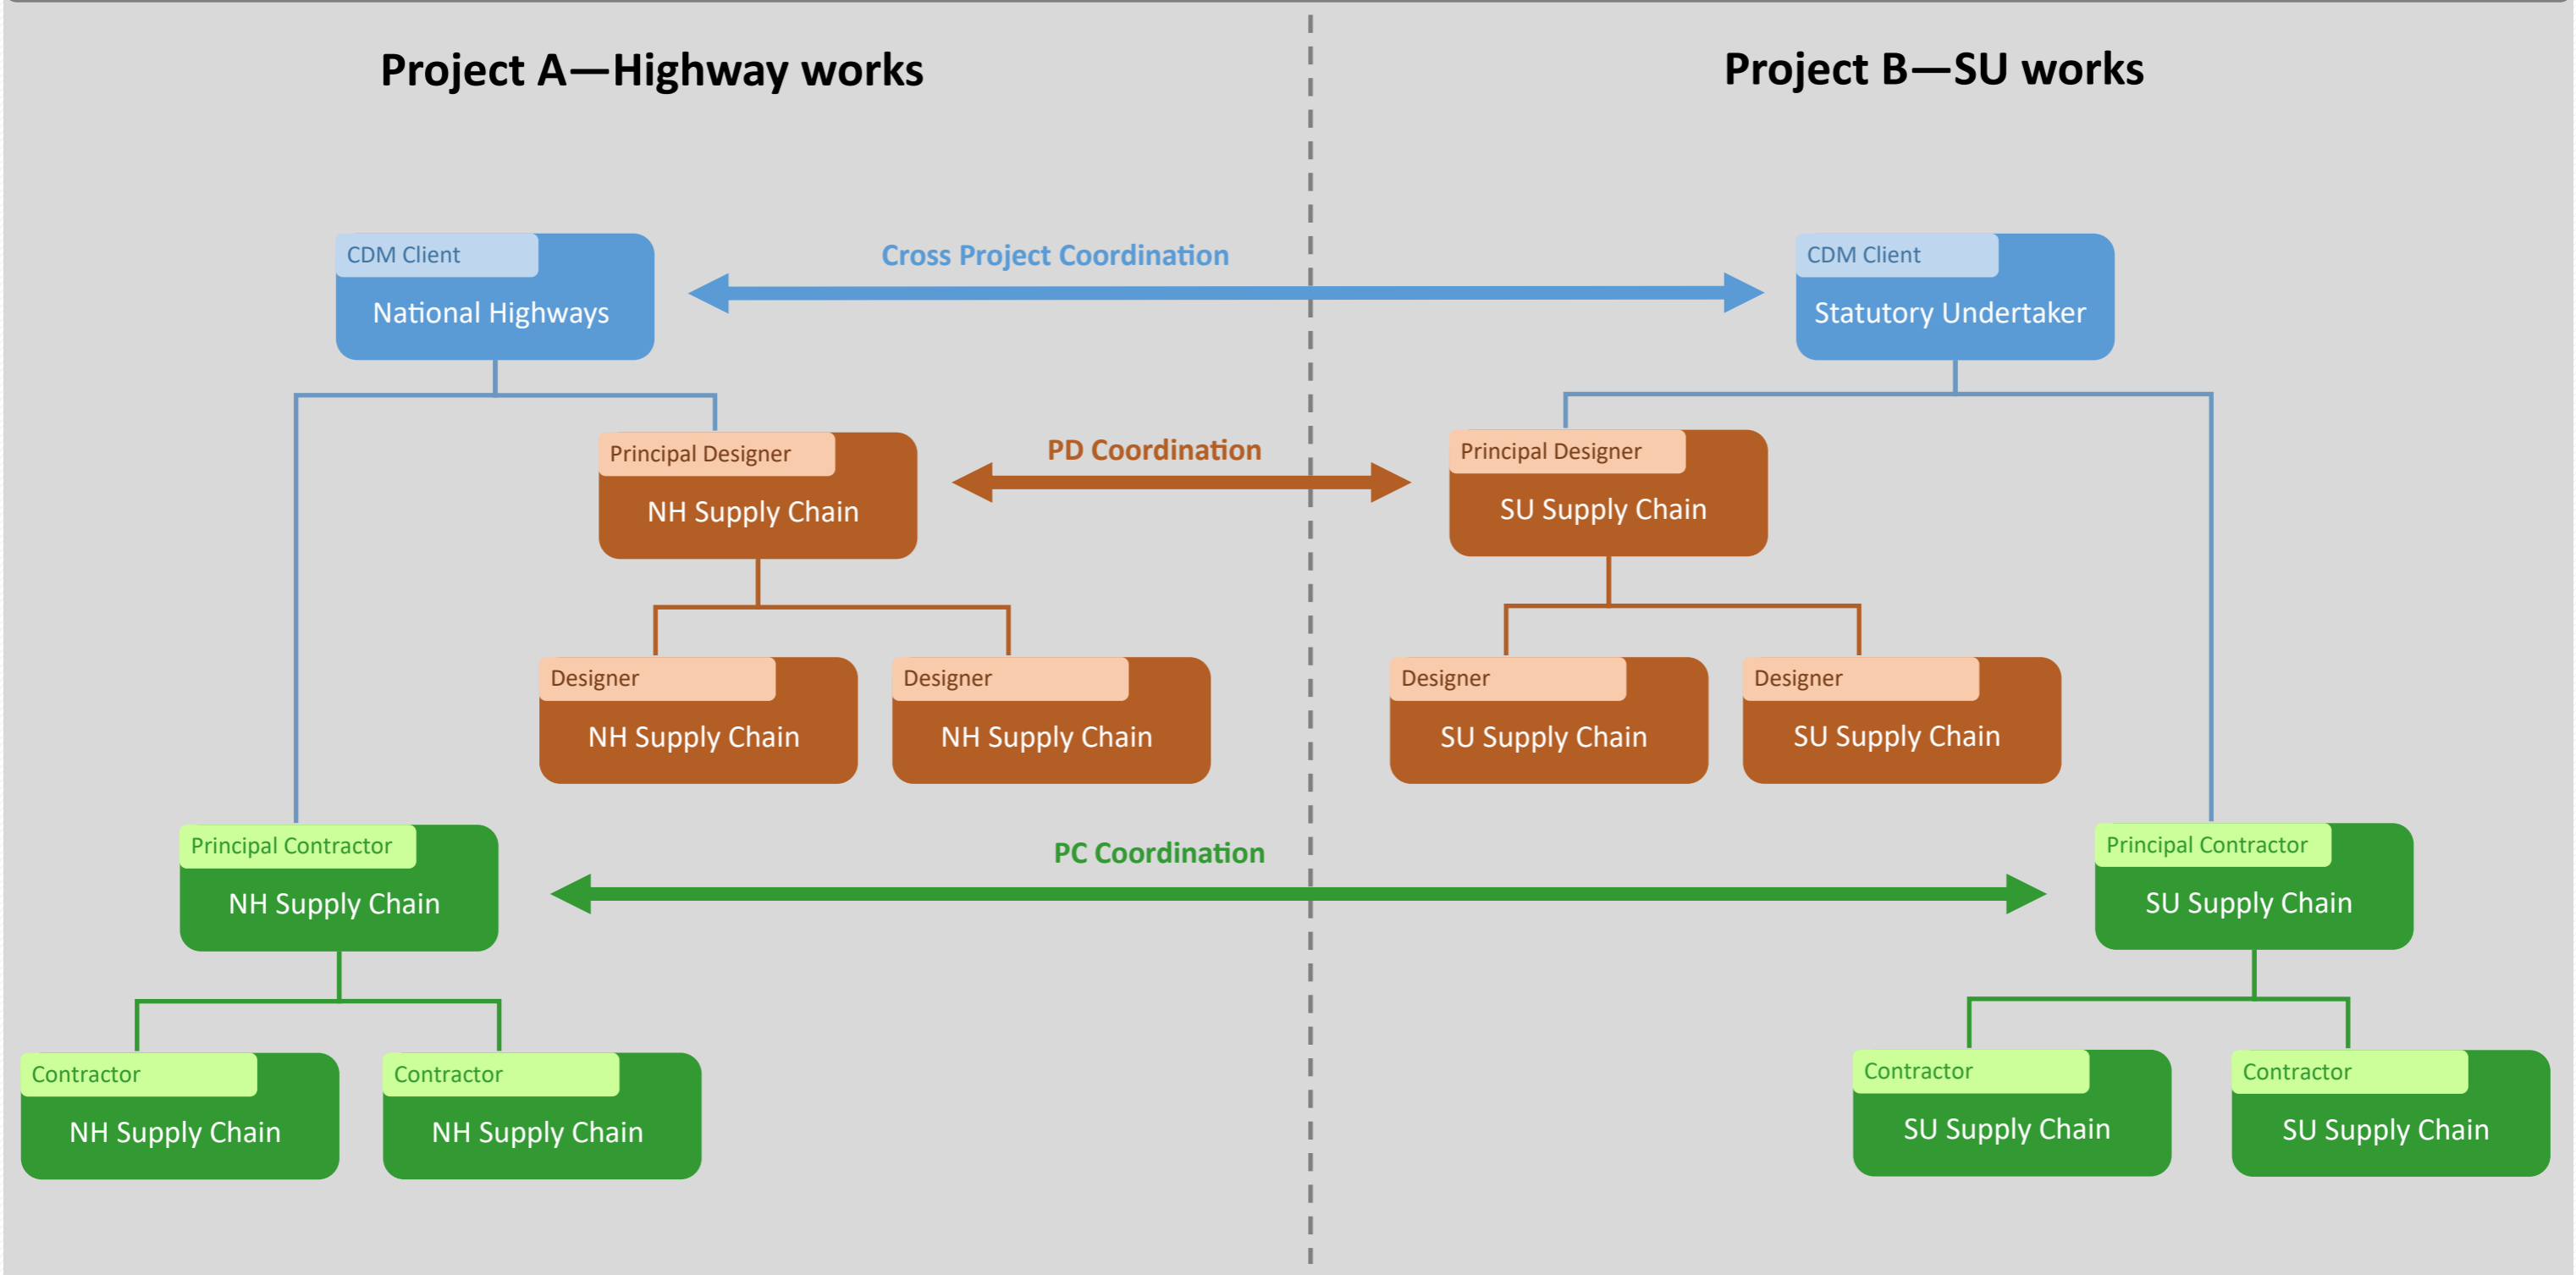 Project A—Highway works
Project B—SU works
CDM Client
National Highways
Cross Project Coordination
CDM Client
Statutory Undertaker
Principal Designer
NH Supply Chain
PD Coordination
Principal Designer
SU Supply Chain
Designer
NH Supply Chain
Designer
NH Supply Chain
Designer
SU Supply Chain
Designer
SU Supply Chain
Principal Contractor
NH Supply Chain
PC Coordination
Principal Contractor
SU Supply Chain
Contractor
NH Supply Chain
Contractor
NH Supply Chain
Contractor
SU Supply Chain
Contractor
SU Supply Chain